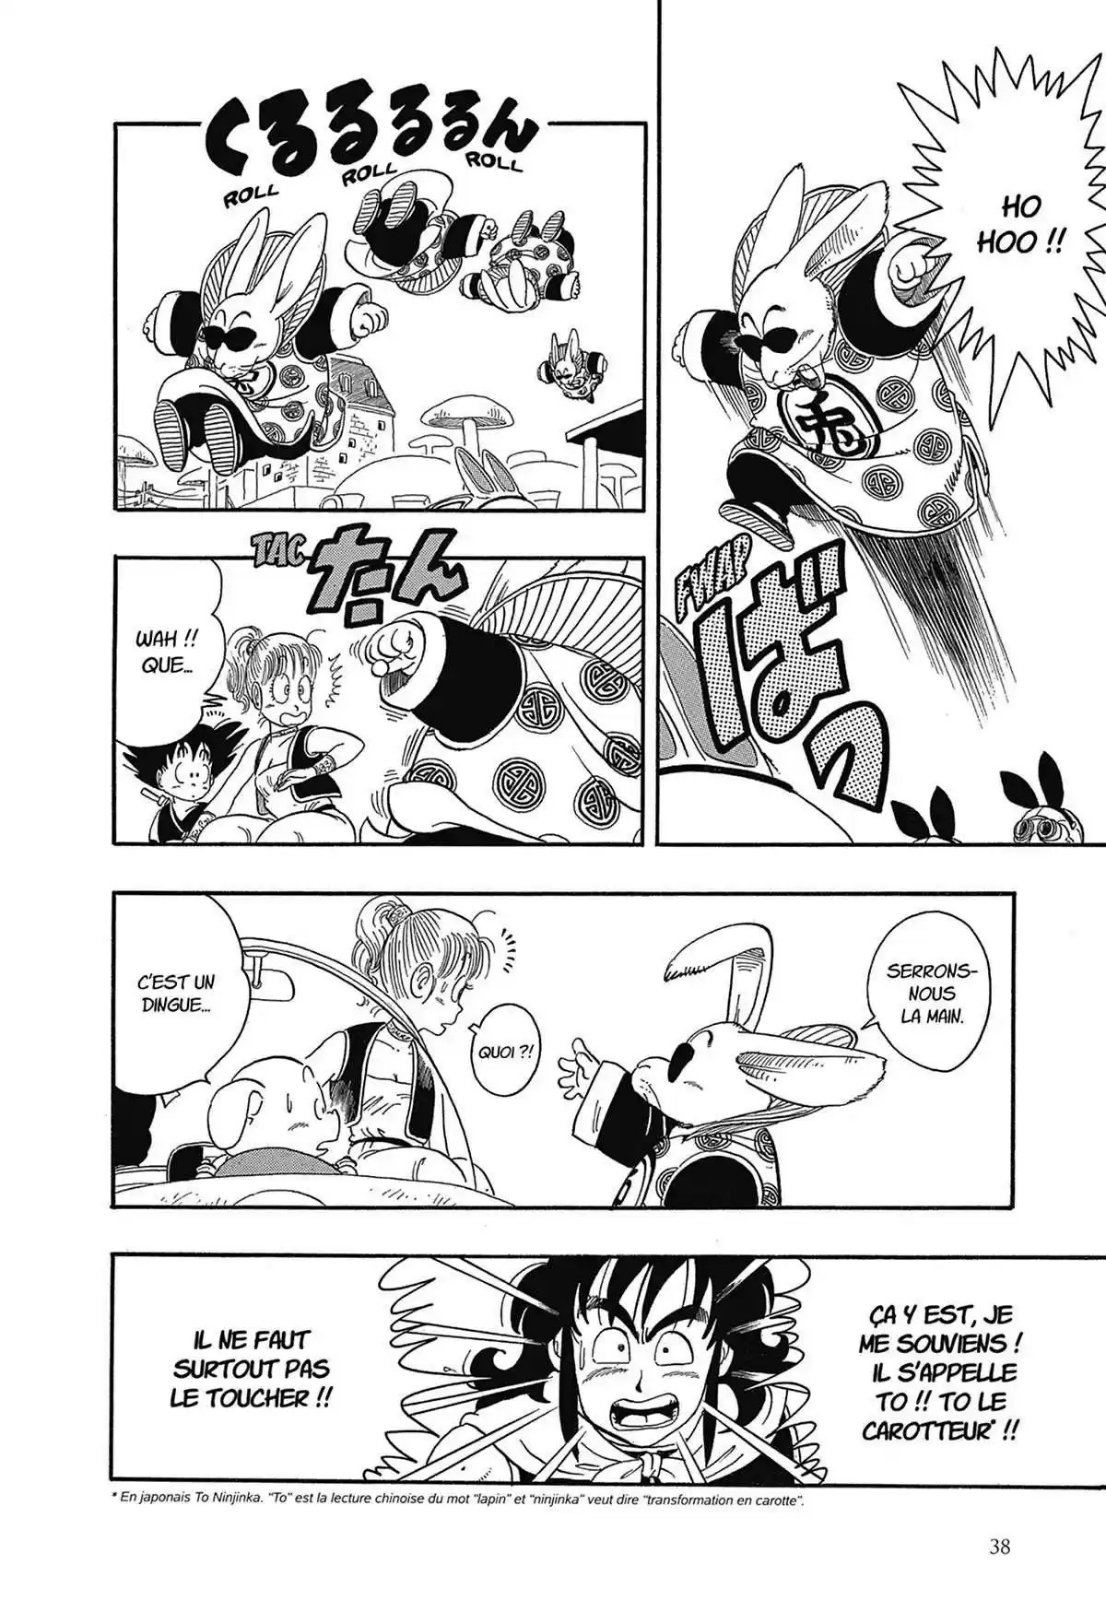 HO
HOO !!
兎
FWAP
ばっ
くるるるるん
ROLL
ROLL
ROLL
TAC
たーん
WAH !!
QUE...
SERRONS-
NOUS
LA MAIN.
QUOI ?!
C'EST UN
DINGUE...
ÇA Y EST, JE
ME SOUVIENS !
IL S'APPELLE
TO !! TO LE
CAROTTEUR* !!
IL NE FAUT
SURTOUT PAS
LE TOUCHER !!
* En japonais To Ninjinka. "To" est la lecture chinoise du mot "lapin" et "ninjinka" veut dire "transformation en carotte".
38